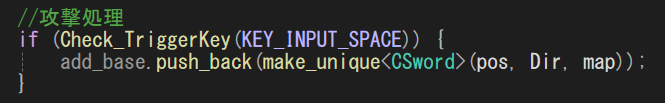 //攻撃処理
if (Check_TriggerKey(KEY_INPUT_SPACE)) {
    add_base.push_back(make_unique<CSword>(pos, Dir, map));
}